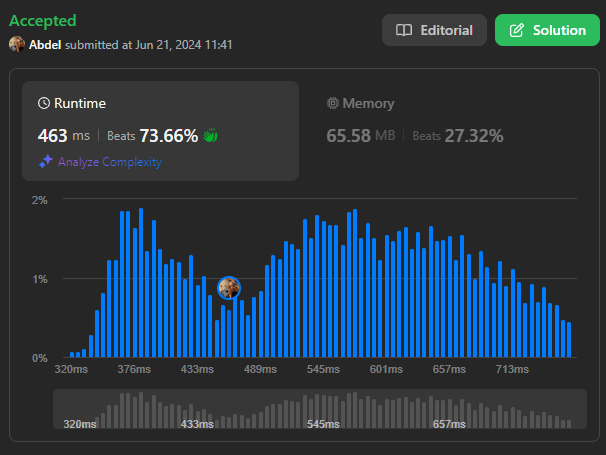 Accepted
Abdel submitted at Jun 21, 2024 11:41
Editorial
Solution
Runtime
463 ms | Beats 73.66%
Analyze Complexity
Memory
65.58 MB | Beats 27.32%
2%
1%
0%
320ms 376ms 433ms 489ms 545ms 601ms 657ms 713ms
320ms 433ms 545ms 657ms